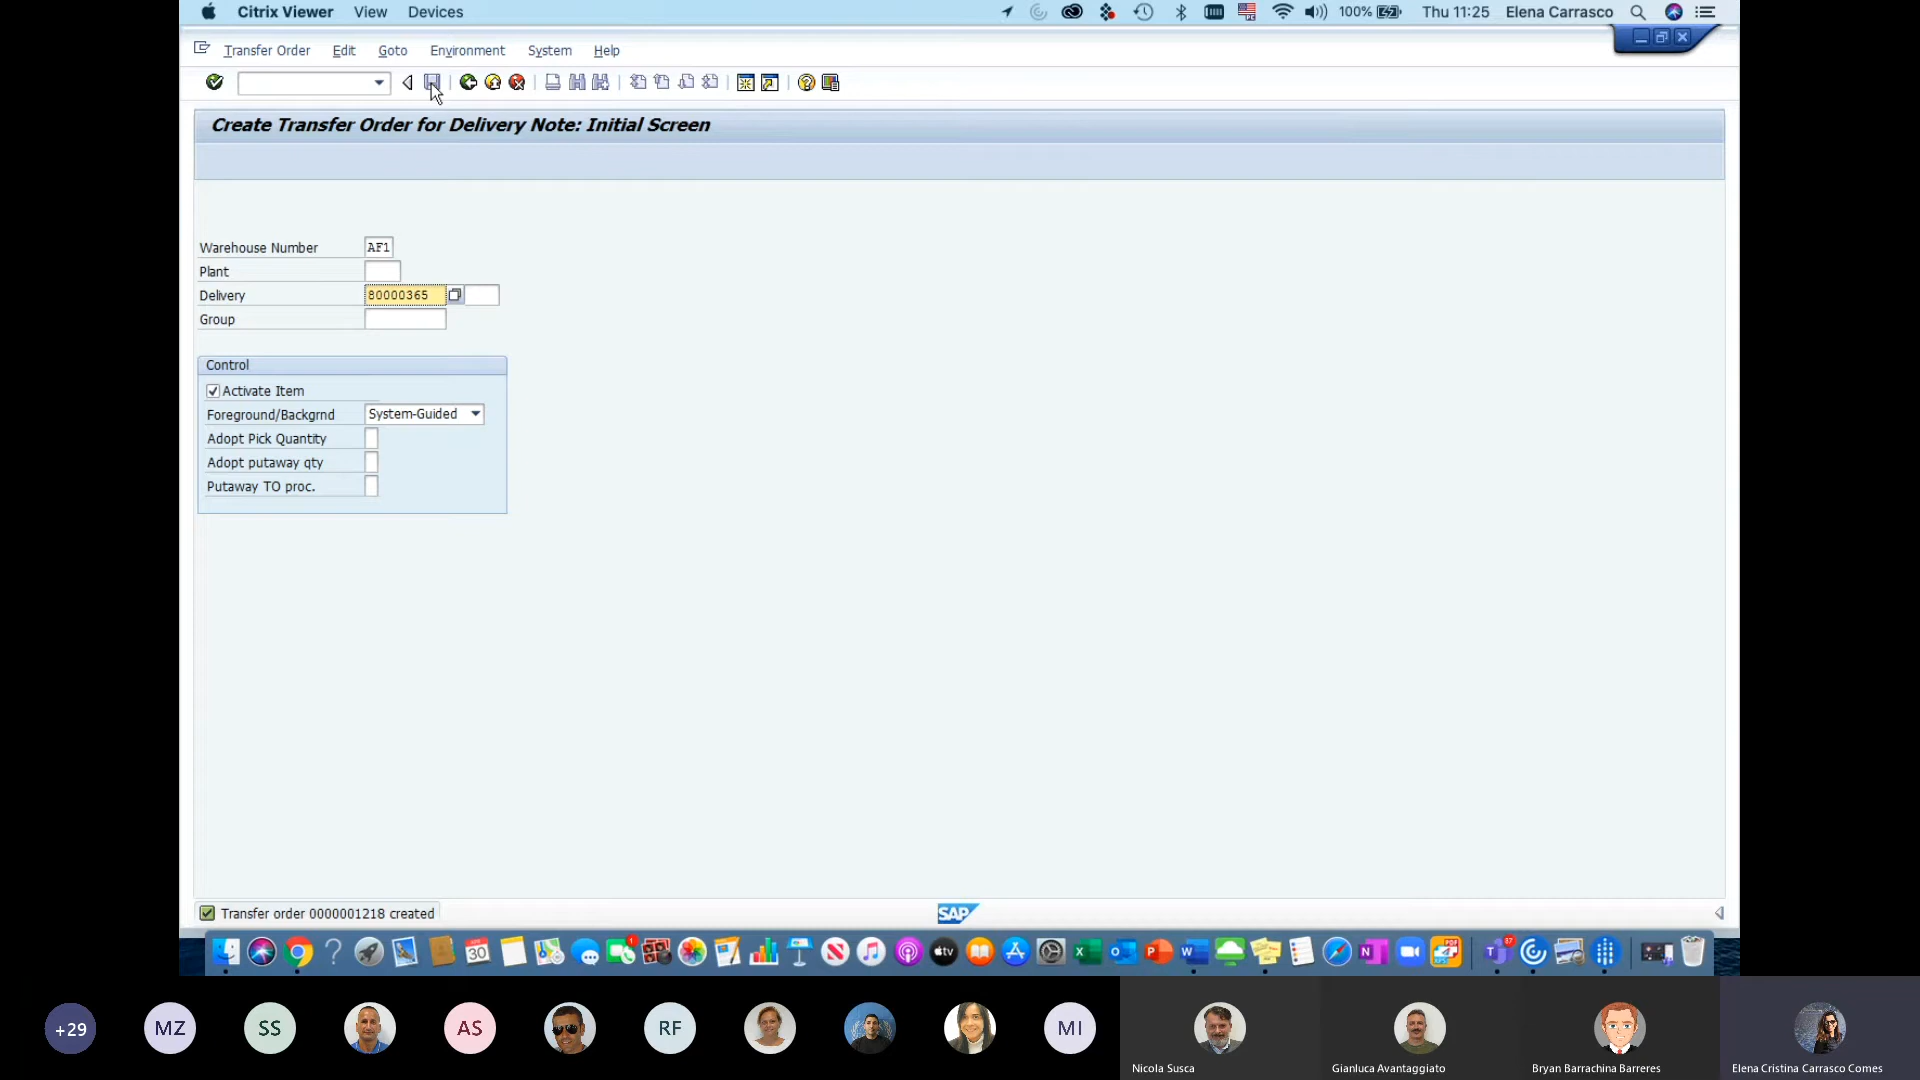 Citrix Viewer View Devices 100% Thu 11:25 Elena Carrasco
Transfer Order Edit Goto Environment System Help
Create Transfer Order for Delivery Note: Initial Screen
Warehouse Number AF1
Plant
Delivery 80000365
Group
Control
Activate Item
Foreground/Backgrnd System-Guided
Adopt Pick Quantity
Adopt putaway qty
Putaway TO proc.
Transfer order 0000001218 created SAP
+29 MZ SS AS RF MI
Nicola Susca Gianluca Avantaggiato Bryan Barrachina Barreres Elena Cristina Carrasco Comes